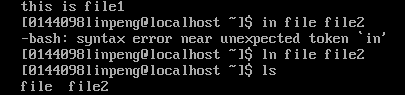 this is file1
[0144098linpeng@localhost ~]$ in file file2
-bash: syntax error near unexpected token `in'
[0144098linpeng@localhost ~]$ ln file file2
[0144098linpeng@localhost ~]$ ls
file  file2